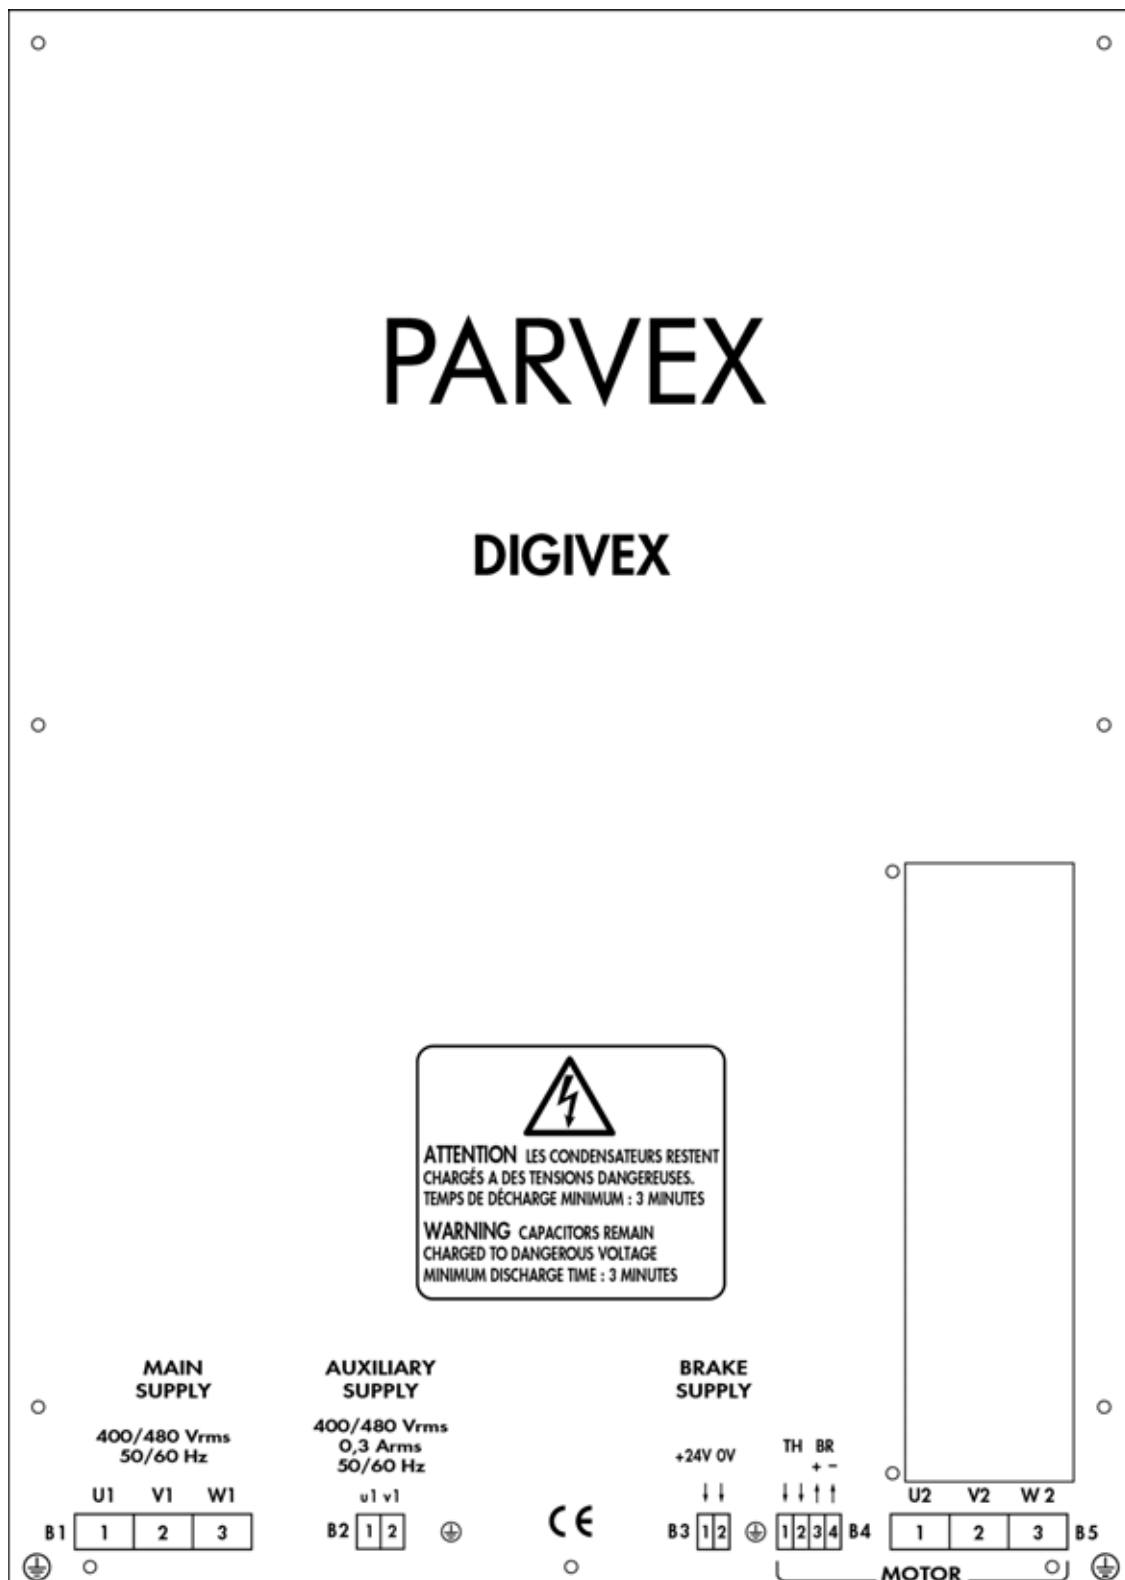 PARVEX
DIGIVEX
ATTENTION LES CONDENSATEURS RESTENT
CHARGÉS A DES TENSIONS DANGEREUSES.
TEMPS DE DÉCHARGE MINIMUM : 3 MINUTES
WARNING CAPACITORS REMAIN
CHARGED TO DANGEROUS VOLTAGE
MINIMUM DISCHARGE TIME : 3 MINUTES
MAIN
SUPPLY
400/480 Vrms
50/60 Hz
U1 V1 W1
B1 1 2 3
AUXILIARY
SUPPLY
400/480 Vrms
0,3 Arms
50/60 Hz
u1 v1
B2 1 2
CE
BRAKE
SUPPLY
+24V 0V
B3 1 2
TH BR
+ −
1 2 3 4 B4
U2 V2 W 2
1 2 3 B5
MOTOR